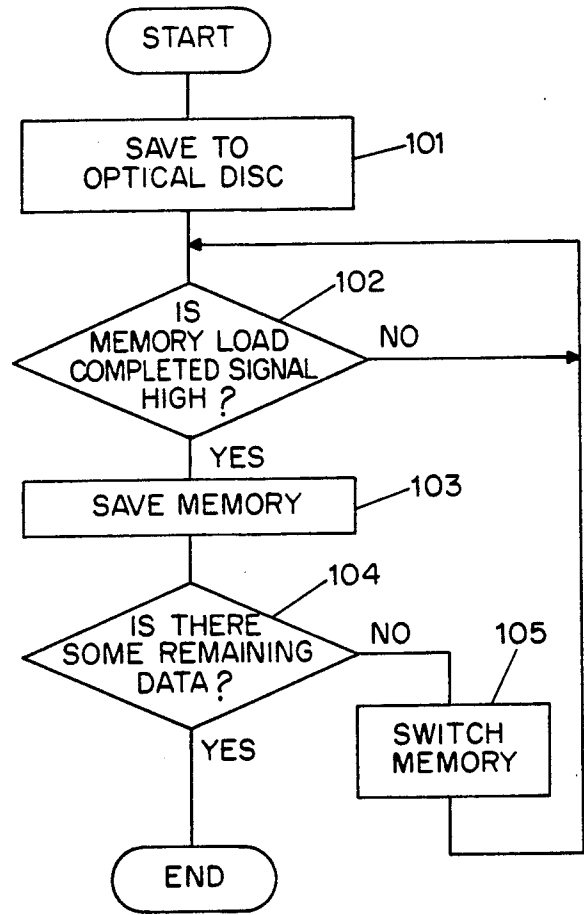 START
SAVE TO
OPTICAL DISC
101
IS
MEMORY LOAD
COMPLETED SIGNAL
HIGH ?
102
NO
YES
SAVE MEMORY
103
IS THERE
SOME REMAINING
DATA ?
104
NO
105
SWITCH
MEMORY
YES
END